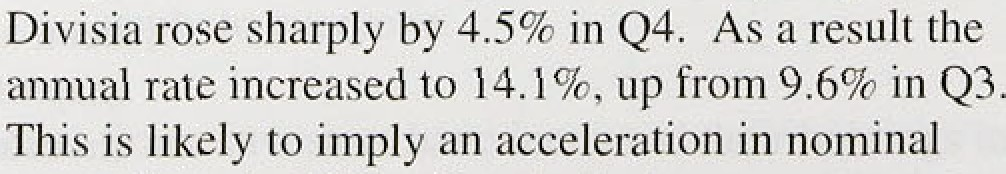 Divisia rose sharply by 4.5% in Q4. As a result the
annual rate increased to 14.1%, up from 9.6% in Q3.
This is likely to imply an acceleration in nominal